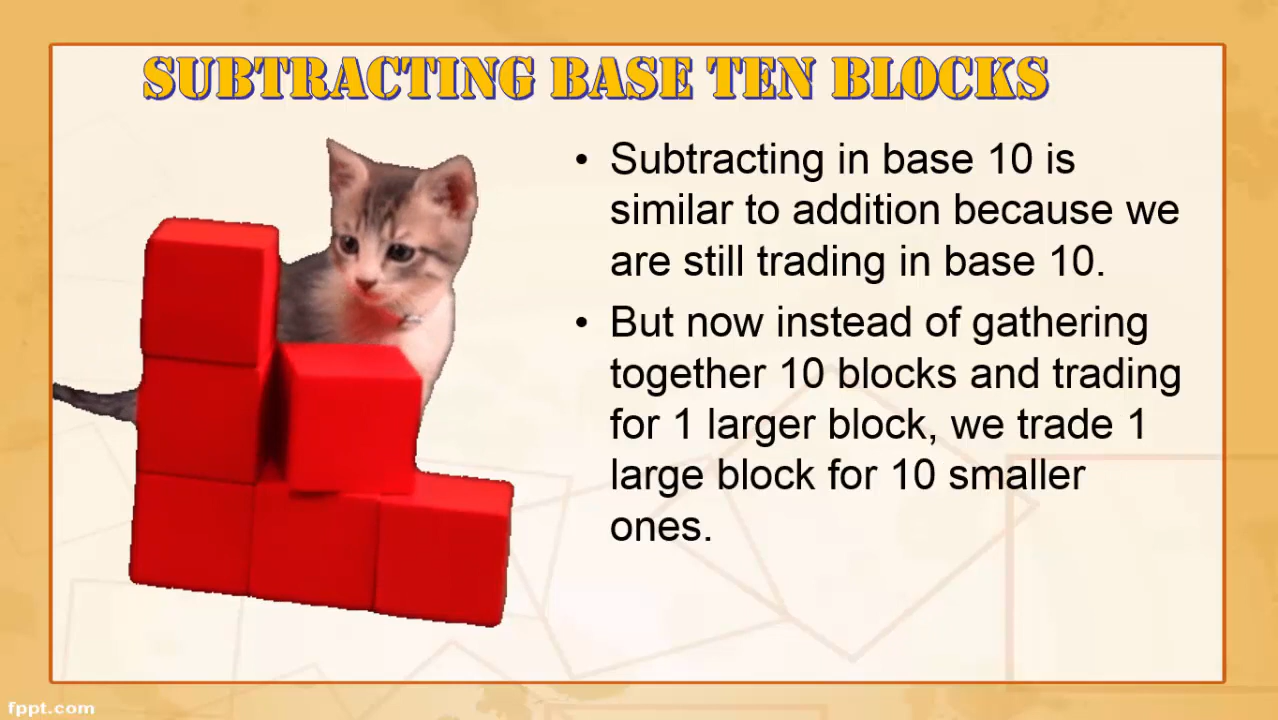 SUBTRACTING BASE TEN BLOCKS
• Subtracting in base 10 is
similar to addition because we
are still trading in base 10.
• But now instead of gathering
together 10 blocks and trading
for 1 larger block, we trade 1
large block for 10 smaller
ones.
fppt.com